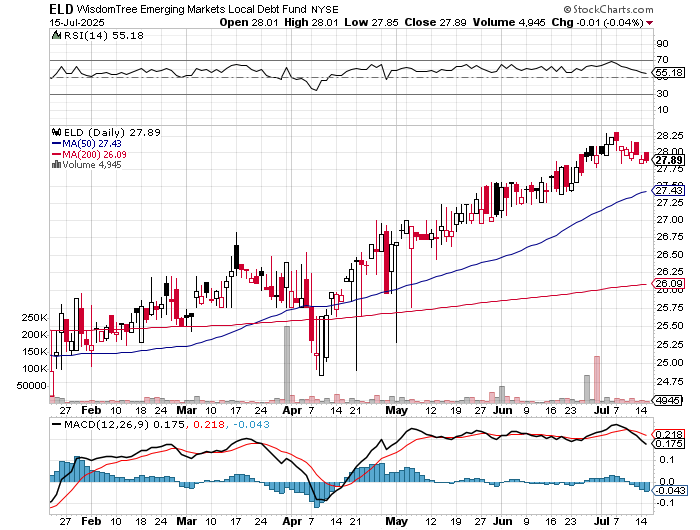 ELD WisdomTree Emerging Markets Local Debt Fund NYSE © StockCharts.com
15-Jul-2025 Open 28.01 High 28.01 Low 27.85 Close 27.89 Volume 4,945 Chg -0.01 (-0.04%)
RSI(14) 55.18
90
70
55.18
50
30
10
ELD (Daily) 27.89
MA(50) 27.43
MA(200) 26.09
Volume 4,945
28.25
28.00
27.89
27.75
27.50
27.43
27.25
27.00
26.75
26.50
26.25
26.09
26.00
25.75
25.50
25.25
25.00
24.75
4945
250K
200K
150K
100K
50000
27 Feb 10 18 24 Mar 10 17 24 Apr 7 14 21 May 12 19 27 Jun 9 16 23 Jul 7 14
MACD(12,26,9) 0.175, 0.218, -0.043
0.218
0.175
0.1
0.0
-0.043
-0.1
27 Feb 10 18 24 Mar 10 17 24 Apr 7 14 21 May 12 19 27 Jun 9 16 23 Jul 7 14